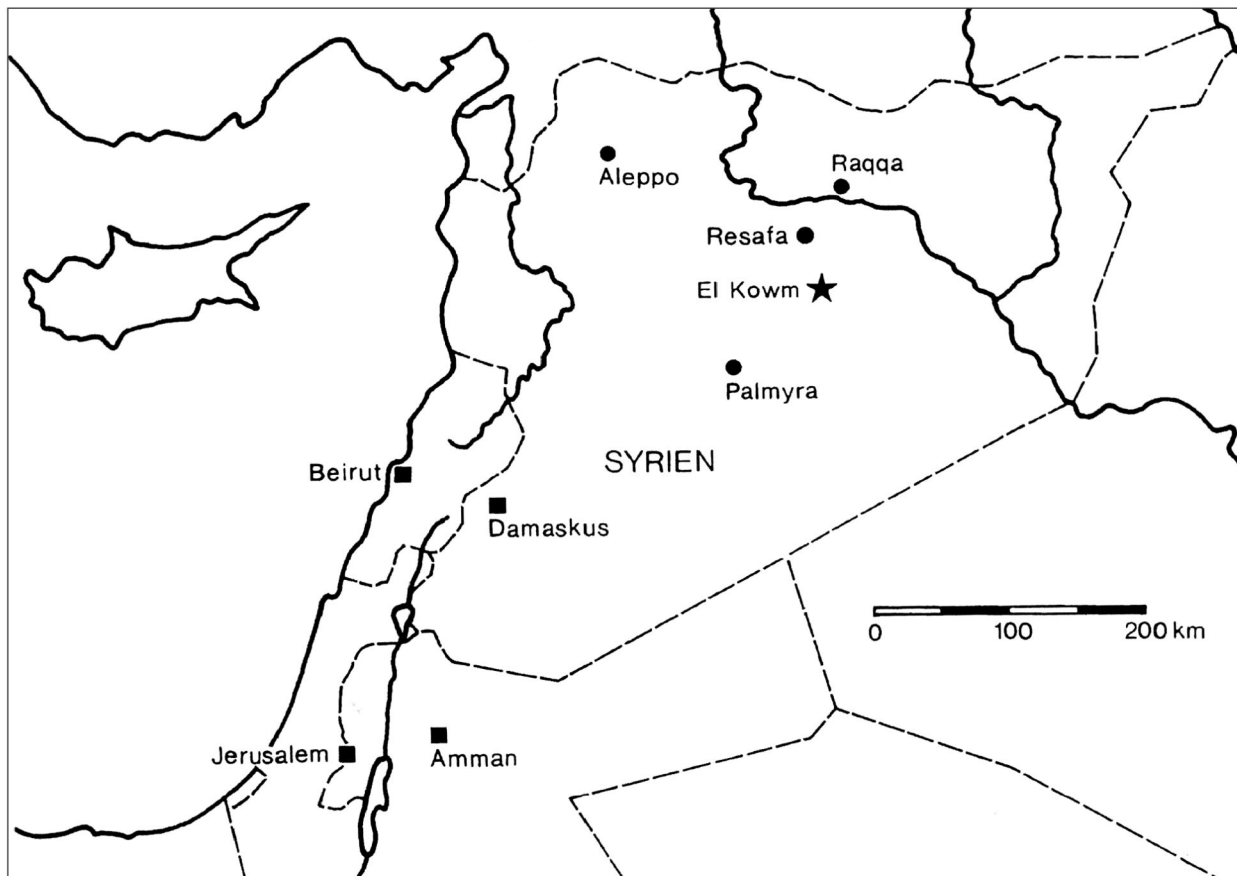 Aleppo
Raqqa
Resafa
El Kowm
Palmyra
SYRIEN
Beirut
Damaskus
0 100 200 km
Jerusalem
Amman